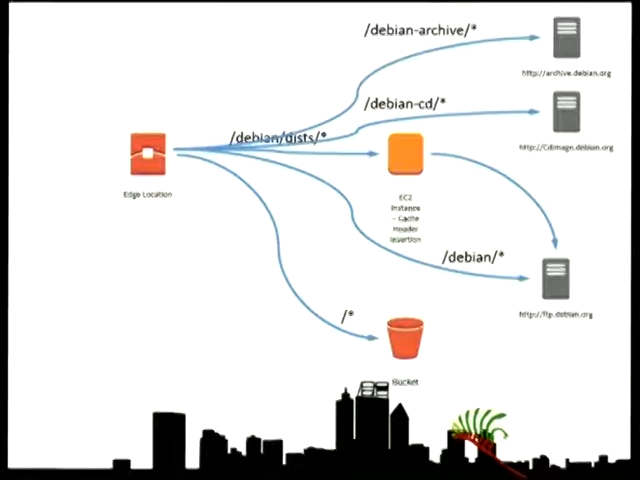 /debian-archive/*
http://archive.debian.org
/debian-cd/*
http://cdimage.debian.org
/debian/dists/*
Edge Location
EC2
Instance
- Cache
Header
Insertion
/debian/*
http://ftp.debian.org
/*
Bucket